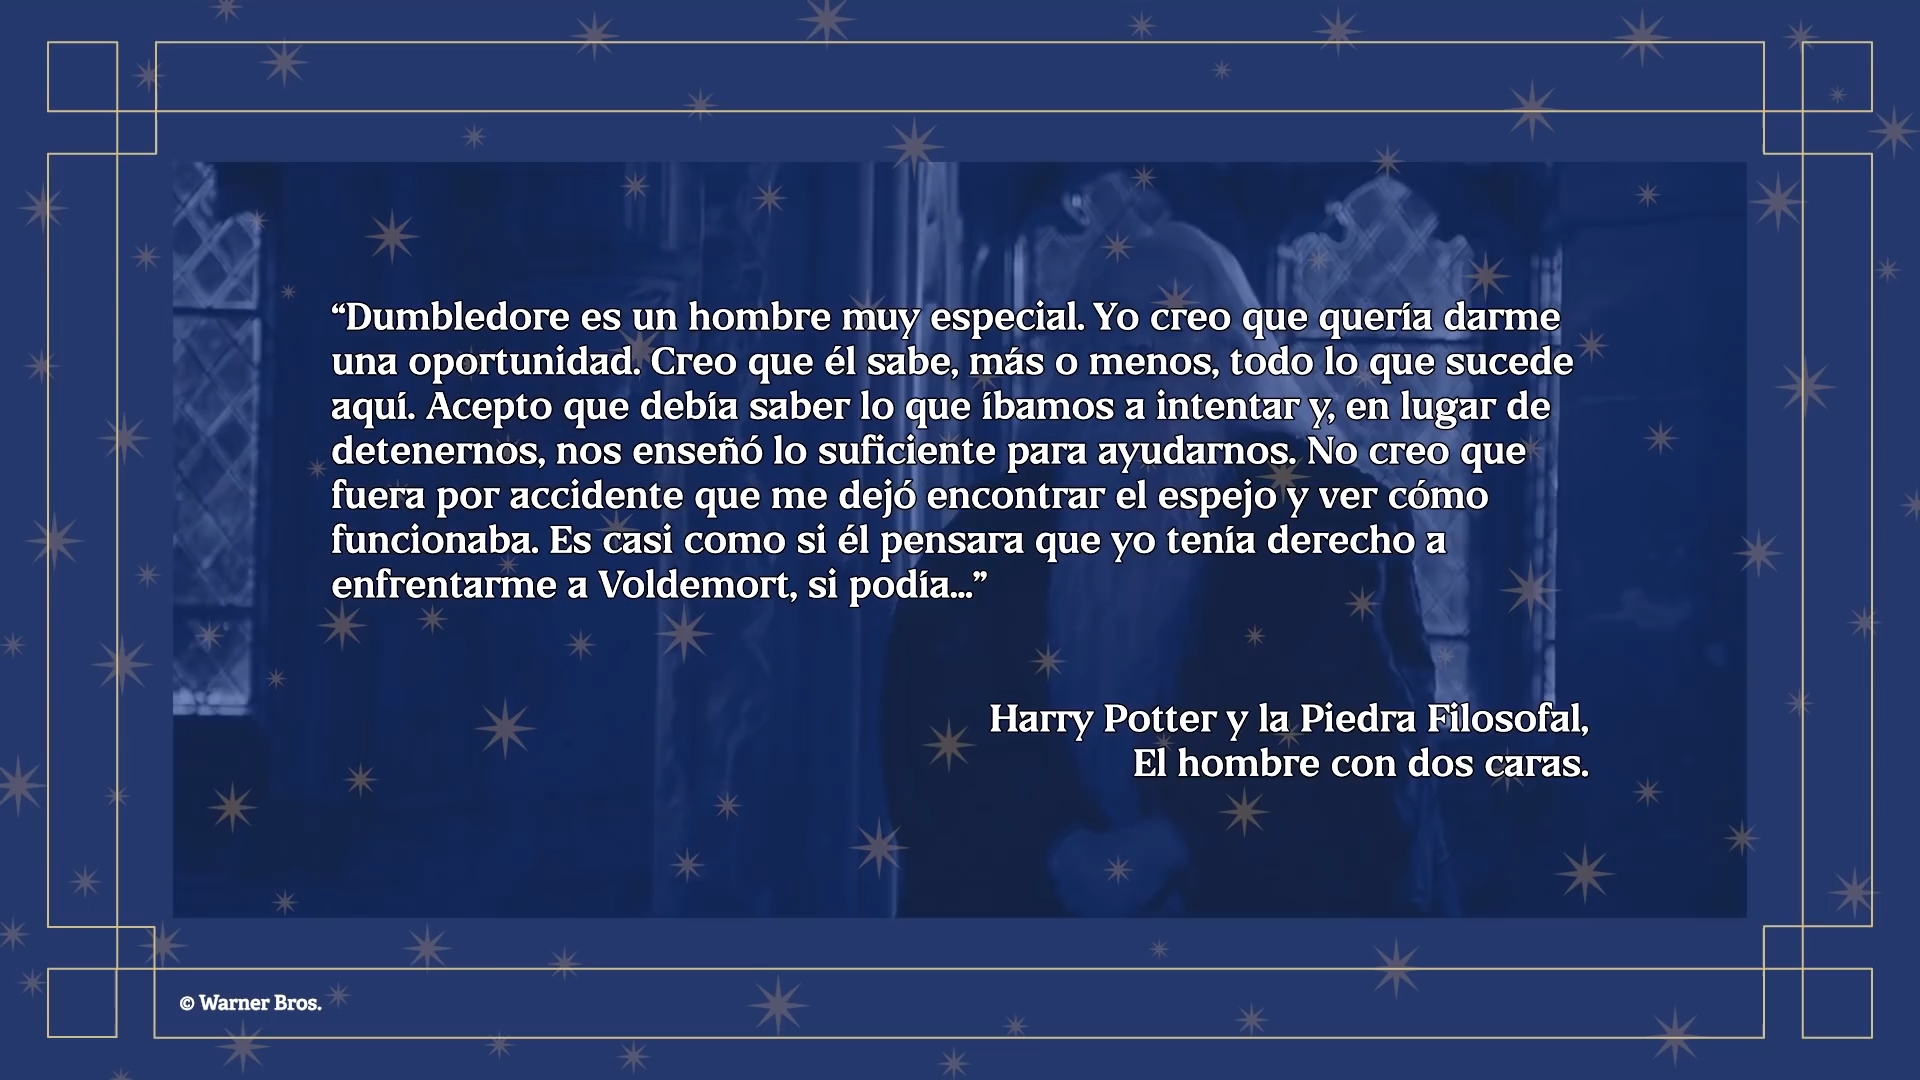 “Dumbledore es un hombre muy especial. Yo creo que quería darme
una oportunidad. Creo que él sabe, más o menos, todo lo que sucede
aquí. Acepto que debía saber lo que íbamos a intentar y, en lugar de
detenernos, nos enseñó lo suficiente para ayudarnos. No creo que
fuera por accidente que me dejó encontrar el espejo y ver cómo
funcionaba. Es casi como si él pensara que yo tenía derecho a
enfrentarme a Voldemort, si podía...”
Harry Potter y la Piedra Filosofal,
El hombre con dos caras.
© Warner Bros.